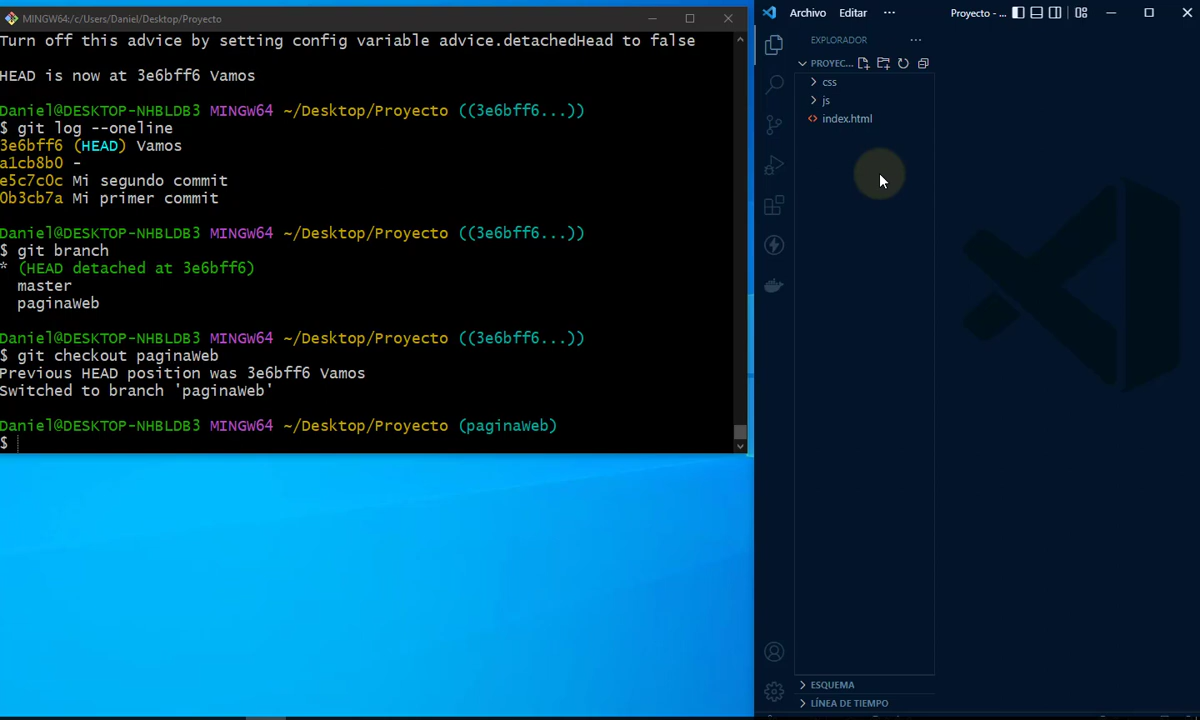 MINGW64:/c/Users/Daniel/Desktop/Proyecto
Turn off this advice by setting config variable advice.detachedHead to false
HEAD is now at 3e6bff6 Vamos
Daniel@DESKTOP-NHBLDB3 MINGW64 ~/Desktop/Proyecto ((3e6bff6...))
$ git log --oneline
3e6bff6 (HEAD) Vamos
a1cb8b0 -
e5c7c0c Mi segundo commit
0b3cb7a Mi primer commit
Daniel@DESKTOP-NHBLDB3 MINGW64 ~/Desktop/Proyecto ((3e6bff6...))
$ git branch
* (HEAD detached at 3e6bff6)
master
paginaWeb
Daniel@DESKTOP-NHBLDB3 MINGW64 ~/Desktop/Proyecto ((3e6bff6...))
$ git checkout paginaWeb
Previous HEAD position was 3e6bff6 Vamos
Switched to branch 'paginaWeb'
Daniel@DESKTOP-NHBLDB3 MINGW64 ~/Desktop/Proyecto (paginaWeb)
$
Archivo Editar ··· Proyecto - ...
EXPLORADOR ···
PROYEC...
css
js
index.html
ESQUEMA
LÍNEA DE TIEMPO